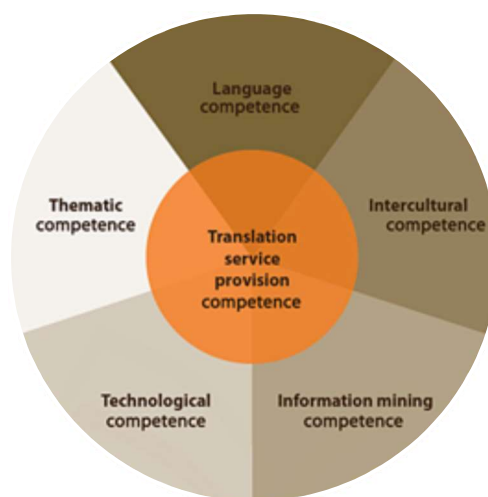 Language
competence
Thematic
competence
Intercultural
competence
Translation
service
provision
competence
Technological
competence
Information mining
competence